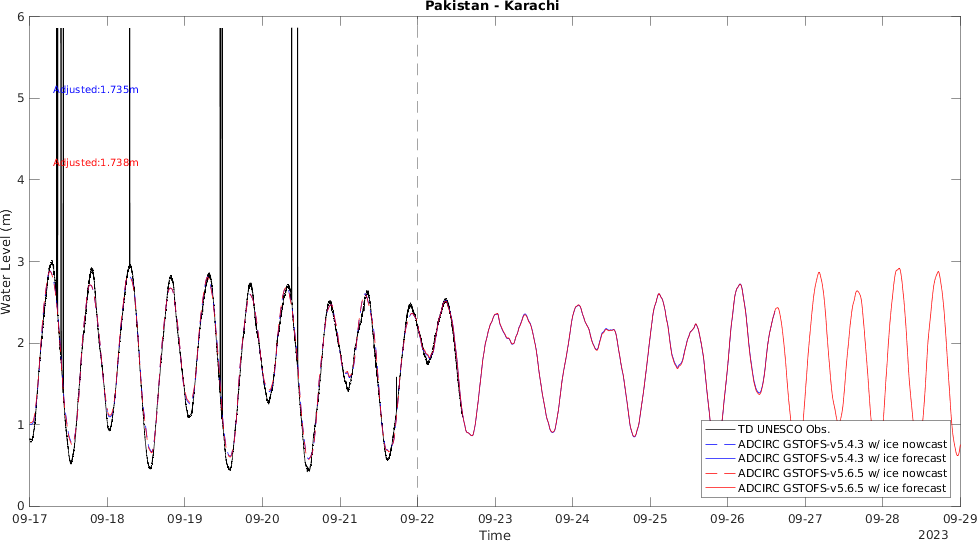 Pakistan - Karachi
6
5
4
3
2
1
0
Water Level (m)
Adjusted:1.735m
Adjusted:1.738m
TD UNESCO Obs.
ADCIRC GSTOFS-v5.4.3 w/ ice nowcast
ADCIRC GSTOFS-v5.4.3 w/ ice forecast
ADCIRC GSTOFS-v5.6.5 w/ ice nowcast
ADCIRC GSTOFS-v5.6.5 w/ ice forecast
09-17 09-18 09-19 09-20 09-21 09-22 09-23 09-24 09-25 09-26 09-27 09-28 09-29
Time
2023